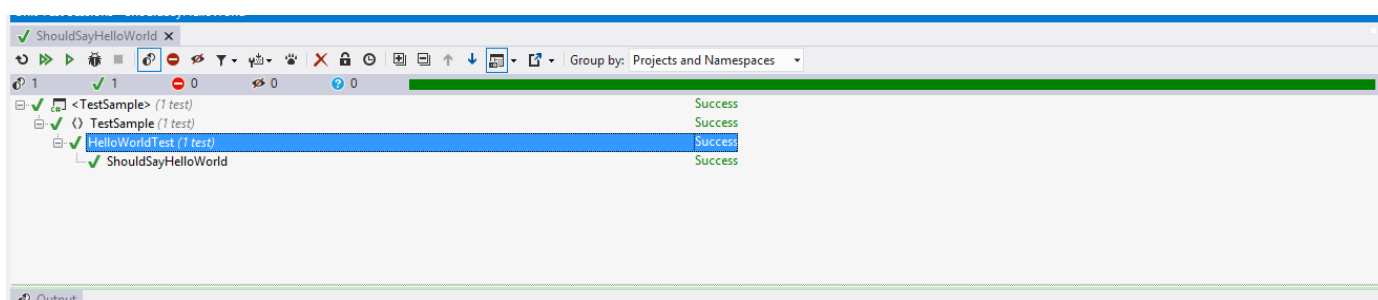 ShouldSayHelloWorld
Group by: Projects and Namespaces
1 1 0 0 0
<TestSample> (1 test) Success
TestSample (1 test) Success
HelloWorldTest (1 test) Success
ShouldSayHelloWorld Success
Output